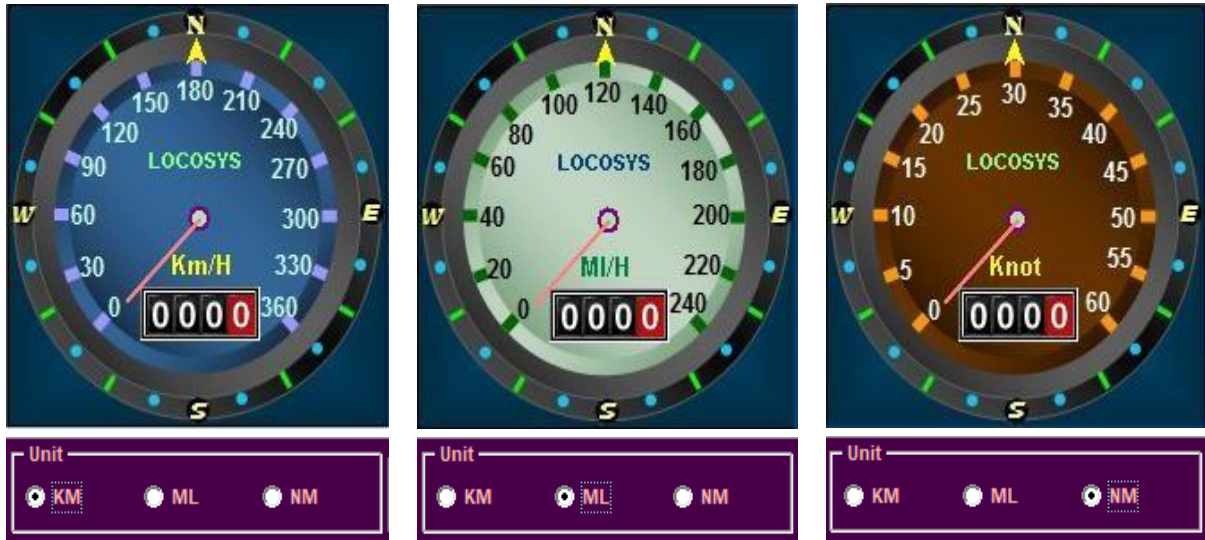 N
180
150 210
120 240
LOCOSYS
90 270
W 60 300 E
Km/H
30 330
0 0000 360
S
Unit
KM ML NM
N
120
100 140
80 160
LOCOSYS
60 180
W 40 200 E
MI/H
20 220
0 0000 240
S
Unit
KM ML NM
N
30
25 35
20 40
LOCOSYS
15 45
W 10 50 E
Knot
5 55
0 0000 60
S
Unit
KM ML NM